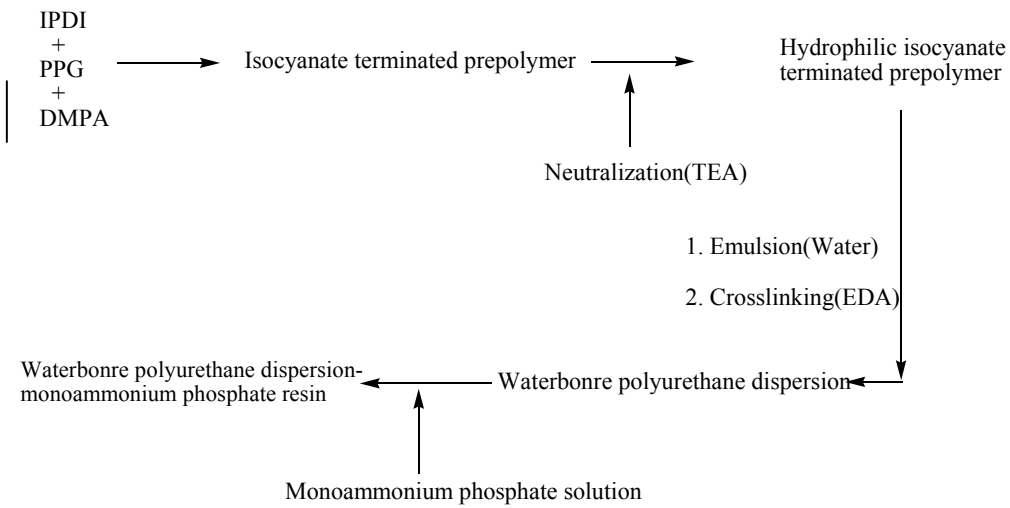 IPDI
+
PPG
+
DMPA
Isocyanate terminated prepolymer
Hydrophilic isocyanate
terminated prepolymer
Neutralization(TEA)
1. Emulsion(Water)
2. Crosslinking(EDA)
Waterbonre polyurethane dispersion
Waterbonre polyurethane dispersion-
monoammonium phosphate resin
Monoammonium phosphate solution